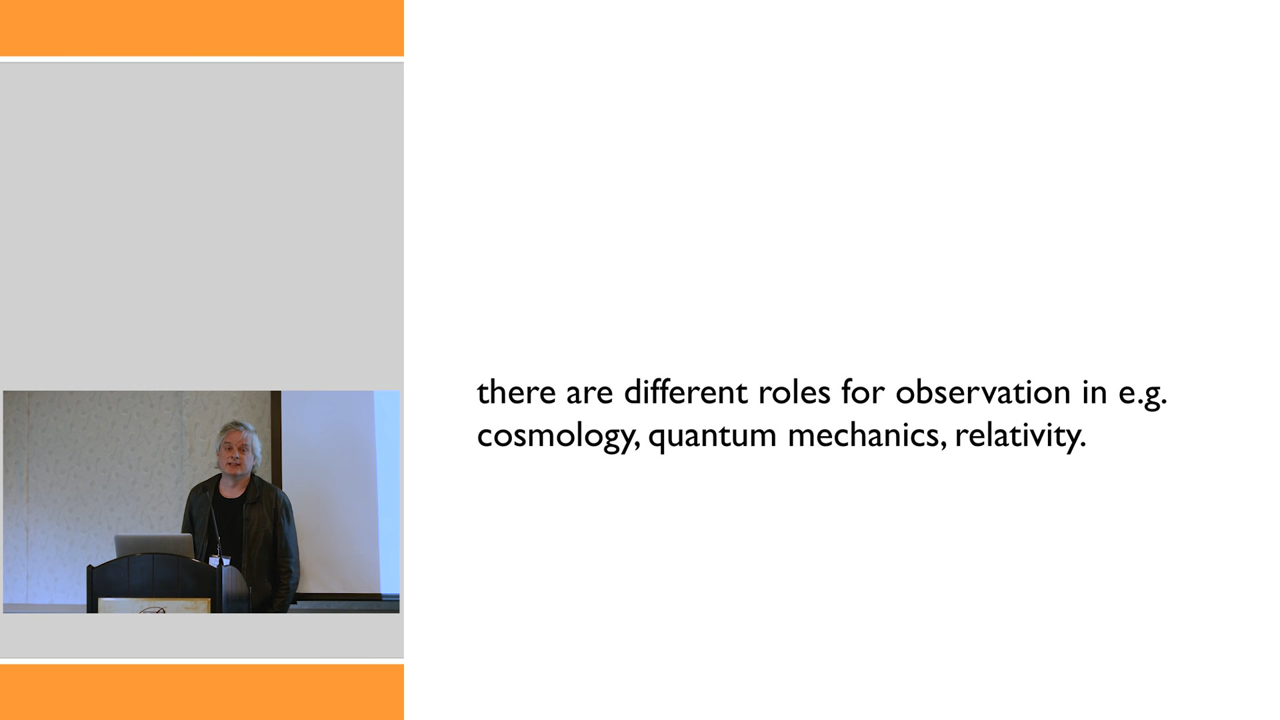 there are different roles for observation in e.g.
cosmology, quantum mechanics, relativity.